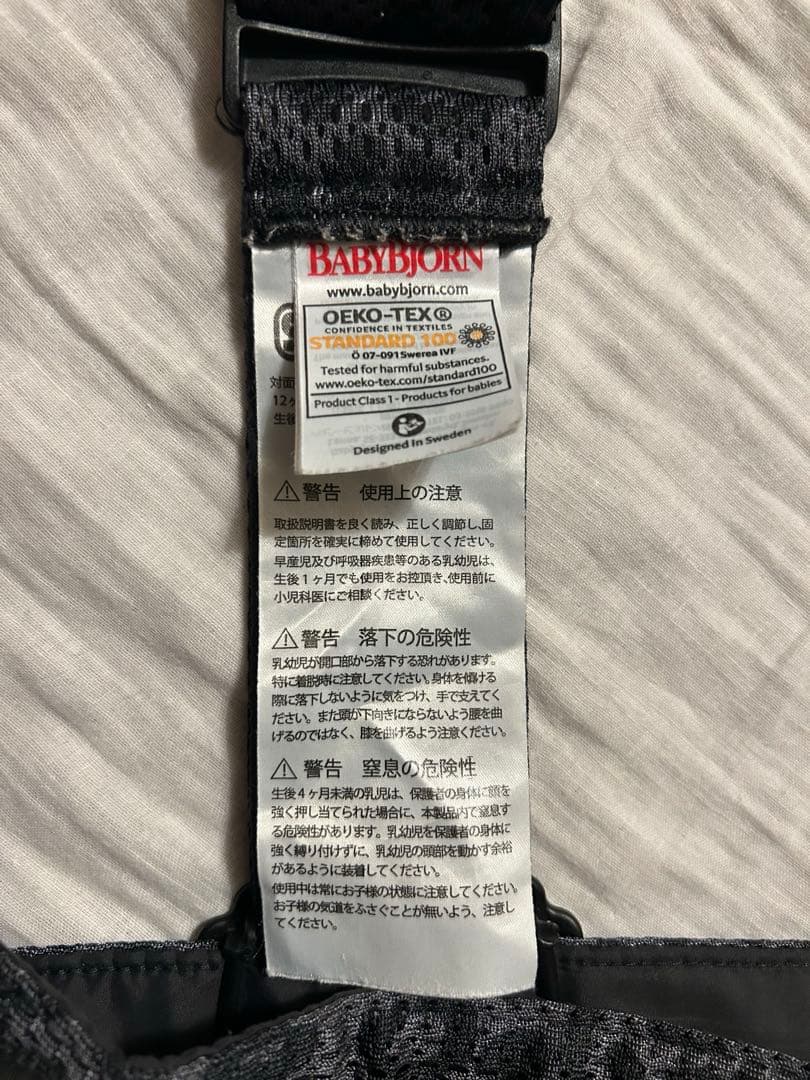 BABYBJÖRN
www.babybjorn.com
OEKO-TEX®
CONFIDENCE IN TEXTILES
STANDARD 100
Ö 07-091 Swerea IVF
Tested for harmful substances.
www.oeko-tex.com/standard100
Product Class 1 - Products for babies
Designed in Sweden
対面
12ヶ
生後
⚠警告 使用上の注意
取扱説明書を良く読み、正しく調節し、固
定箇所を確実に締めて使用してください。
早産児及び呼吸器疾患等のある乳幼児は、
生後1ヶ月でも使用をお控頂き、使用前に
小児科医にご相談ください。
⚠警告 落下の危険性
乳幼児が開口部から落下する恐れがあります。
特に着脱時に注意してください。身体を傾ける
際に落下しないように気をつけ、手で支えてく
ださい。また頭が下向きにならないよう腰を曲
げるのではなく、膝を曲げるよう注意ください。
⚠警告 窒息の危険性
生後4ヶ月未満の乳児は、保護者の身体に顔を
強く押し当てられた場合に、本製品内で窒息す
る危険性があります。乳幼児を保護者の身体に
強く縛り付けずに、乳幼児の頭部を動かす余裕
があるように装着してください。
使用中は常にお子様の状態に注意してください。
お子様の気道をふさぐことが無いよう、注意し
てください。